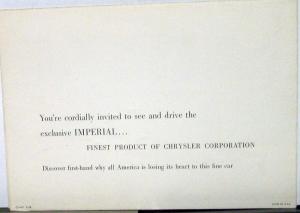 You're cordially invited to see and drive the
exclusive IMPERIAL...
FINEST PRODUCT OF CHRYSLER CORPORATION
Discover first-hand why all America is losing its heart to this fine car